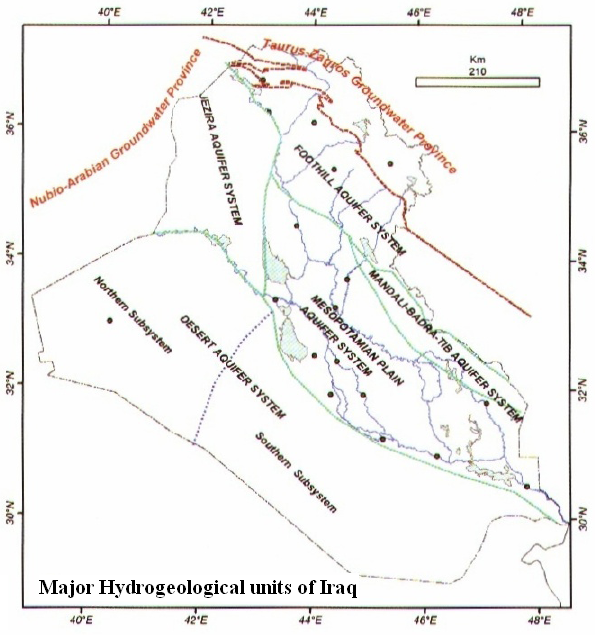 40°E 42°E 44°E 46°E 48°E
Taurus-Zagros Groundwater Province
Km
210
Nubio-Arabian Groundwater Province
36°N
36°N
JEZIRA AQUIFER SYSTEM
FOOTHILL AQUIFER SYSTEM
34°N
34°N
MANDALI-BADRA-TIB AQUIFER SYSTEM
Northern Subsystem
MESOPOTAMIAN PLAIN
AQUIFER SYSTEM
DESERT AQUIFER SYSTEM
32°N
32°N
Southern Subsystem
30°N
30°N
Major Hydrogeological units of Iraq
40°E 42°E 44°E 46°E 48°E